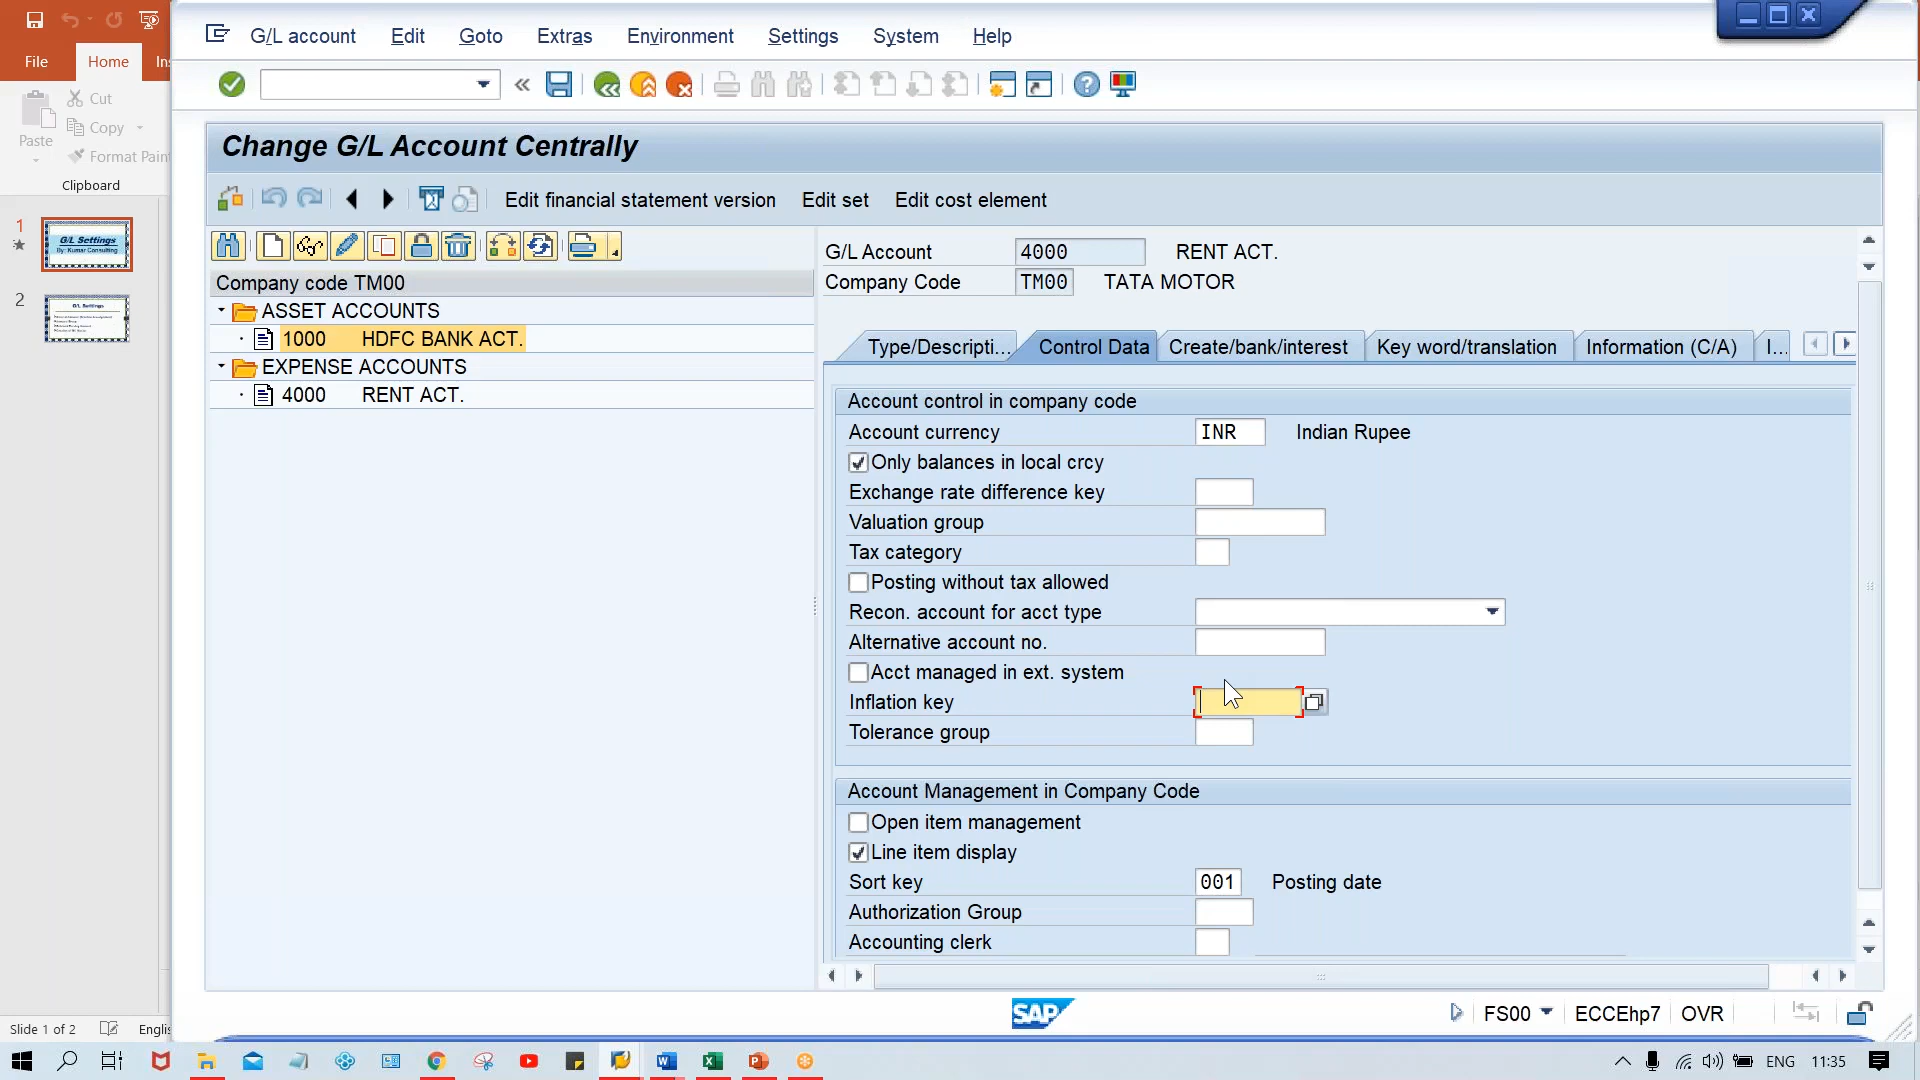 G/L account Edit Goto Extras Environment Settings System Help
File Home Ins
Cut
Copy
Paste
Format Paint
Clipboard
Change G/L Account Centrally
Edit financial statement version Edit set Edit cost element
1
G/L Settings
By: Kumar Consulting
2
G/L Settings
Company code TM00
ASSET ACCOUNTS
1000 HDFC BANK ACT.
EXPENSE ACCOUNTS
4000 RENT ACT.
G/L Account 4000 RENT ACT.
Company Code TM00 TATA MOTOR
Type/Descripti... Control Data Create/bank/interest Key word/translation Information (C/A) I...
Account control in company code
Account currency INR Indian Rupee
Only balances in local crcy
Exchange rate difference key
Valuation group
Tax category
Posting without tax allowed
Recon. account for acct type
Alternative account no.
Acct managed in ext. system
Inflation key
Tolerance group
Account Management in Company Code
Open item management
Line item display
Sort key 001 Posting date
Authorization Group
Accounting clerk
SAP FS00 ECCEhp7 OVR
Slide 1 of 2 Englis
ENG 11:35